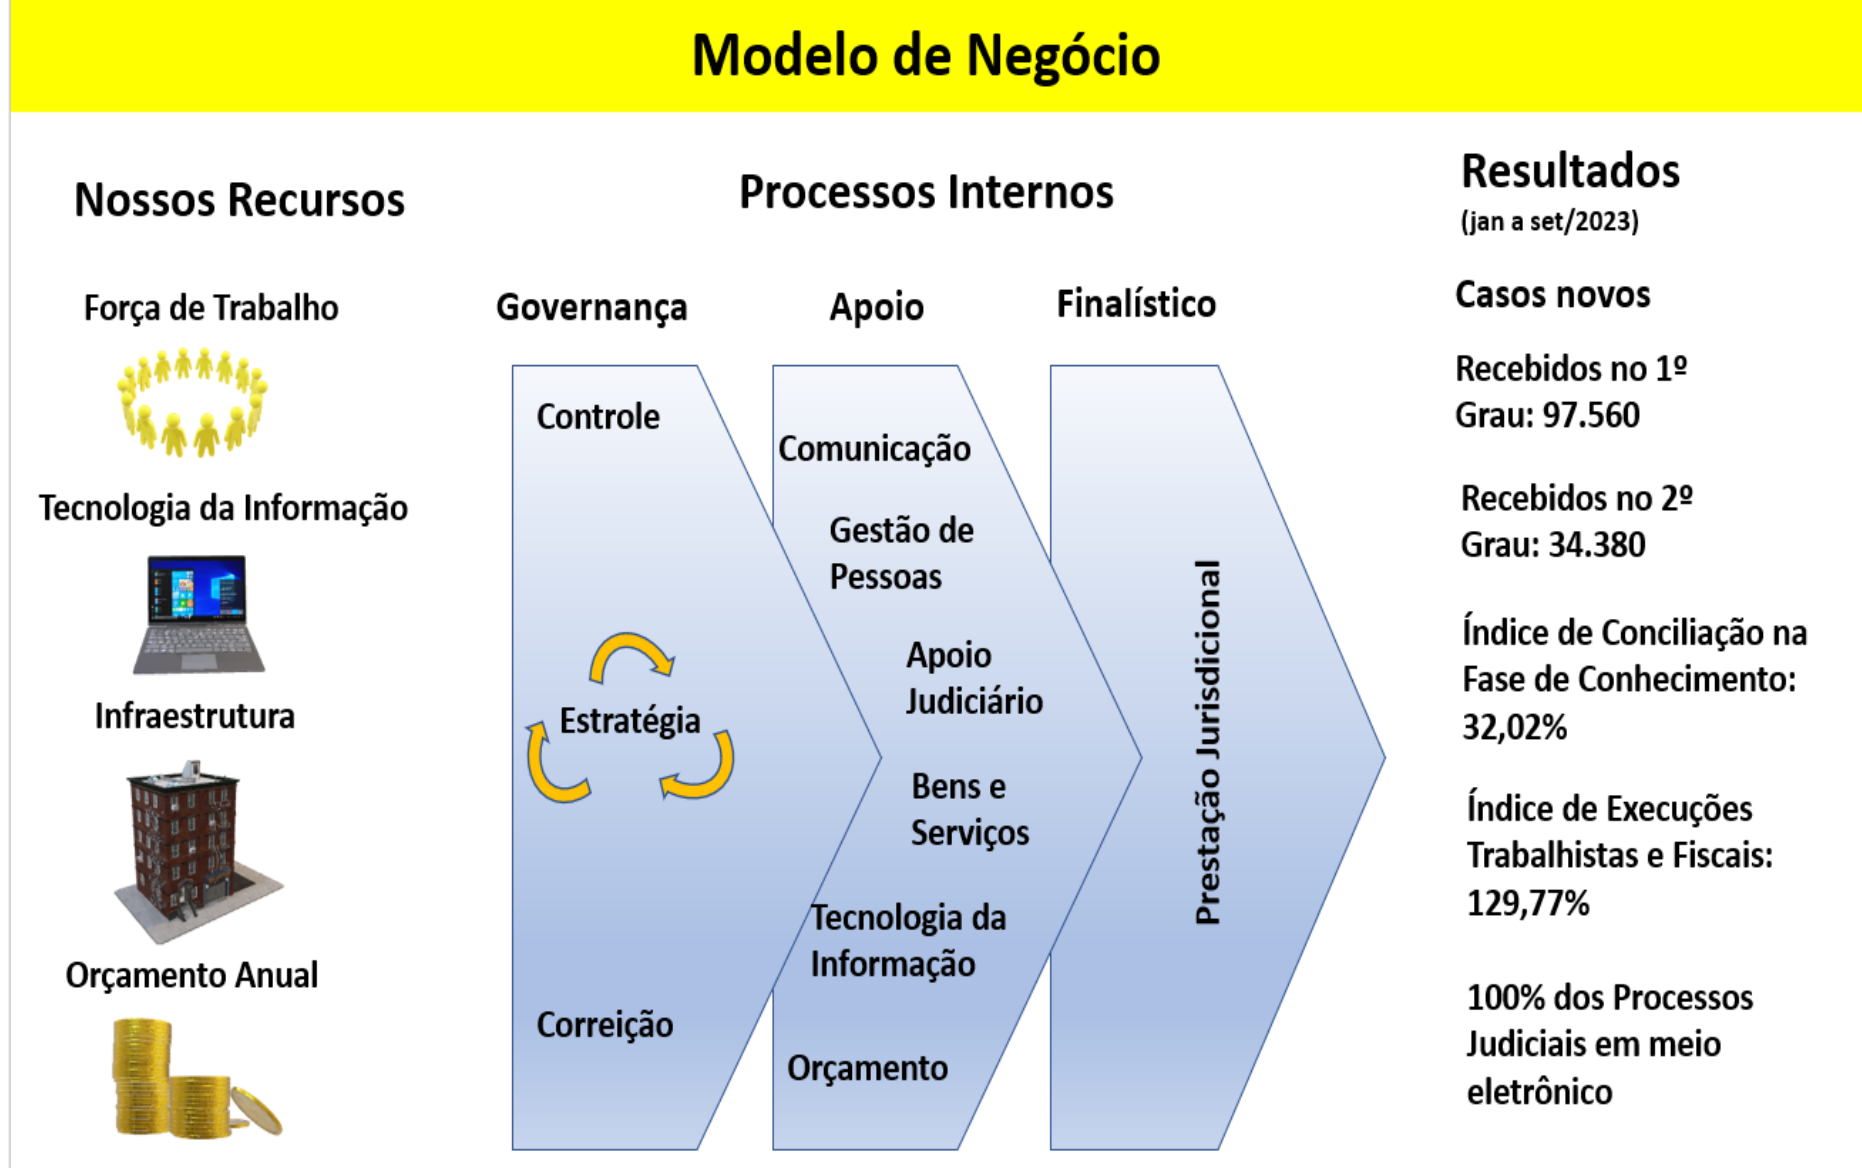 Modelo de Negócio
Nossos Recursos
Força de Trabalho
Tecnologia da Informação
Infraestrutura
Orçamento Anual
Processos Internos
Governança
Controle
Estratégia
Correição
Apoio
Comunicação
Gestão de
Pessoas
Apoio
Judiciário
Bens e
Serviços
Tecnologia da
Informação
Orçamento
Finalístico
Prestação Jurisdicional
Resultados
(jan a set/2023)
Casos novos
Recebidos no 1º
Grau: 97.560
Recebidos no 2º
Grau: 34.380
Índice de Conciliação na
Fase de Conhecimento:
32,02%
Índice de Execuções
Trabalhistas e Fiscais:
129,77%
100% dos Processos
Judiciais em meio
eletrônico